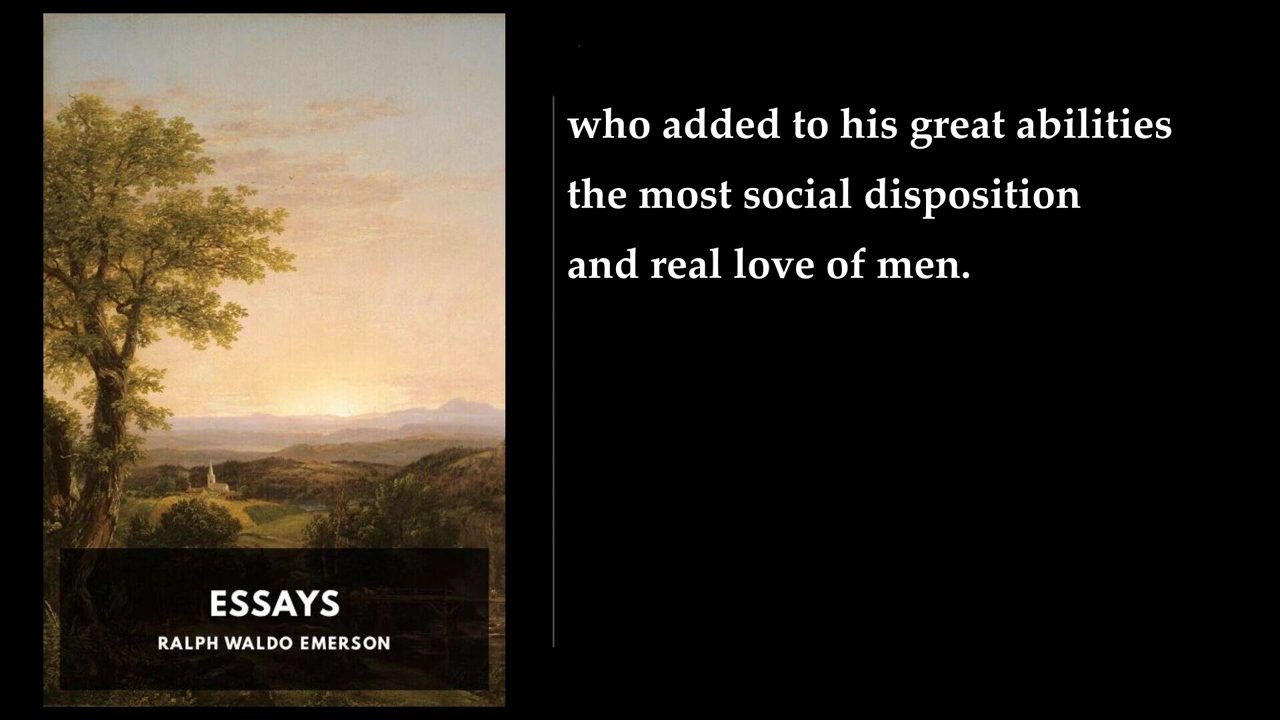 who added to his great abilities
the most social disposition
and real love of men.
ESSAYS
RALPH WALDO EMERSON